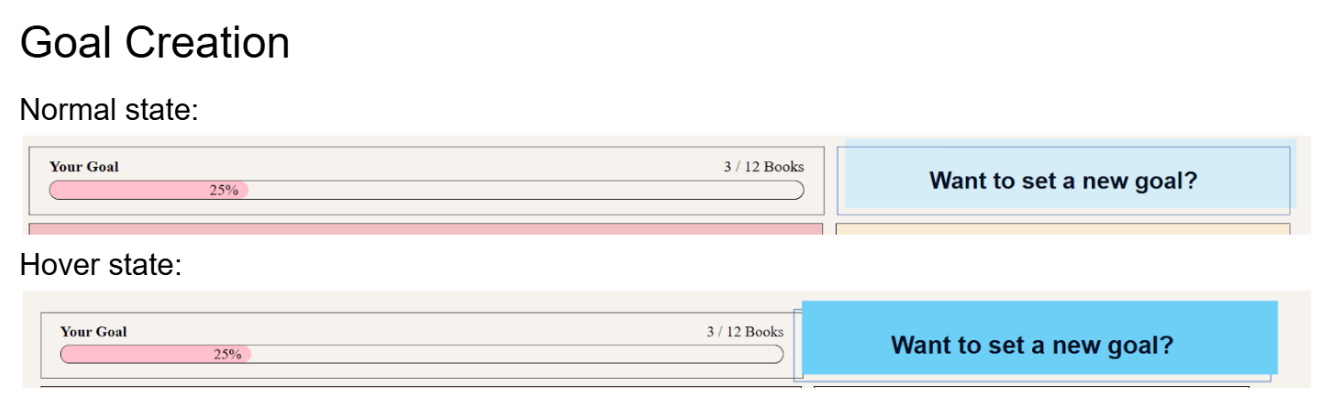 Goal Creation
Normal state:
Your Goal 3 / 12 Books
25%
Want to set a new goal?
Hover state:
Your Goal 3 / 12 Books
25%
Want to set a new goal?